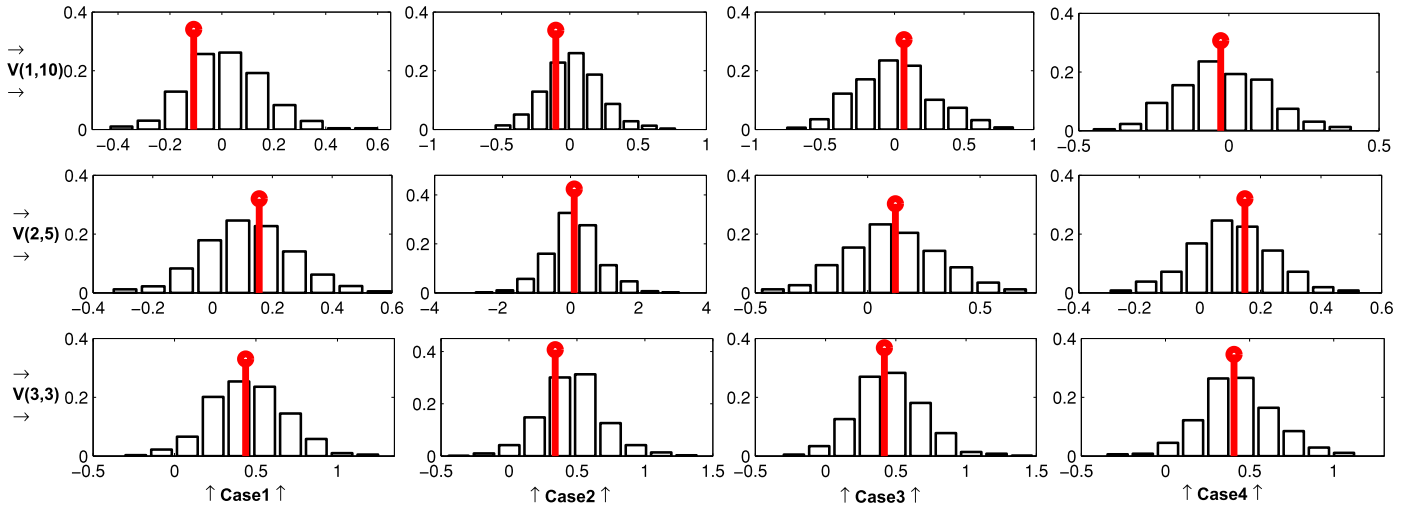 0.4 0.4 0.4 0.4
→
V(1,10) 0.2 0.2 0.2 0.2
→
0 0 0 0
−0.4 −0.2 0 0.2 0.4 0.6 −1 −0.5 0 0.5 1 −1 −0.5 0 0.5 1 −0.5 0 0.5
0.4 0.4 0.4 0.4
→
V(2,5) 0.2 0.2 0.2 0.2
→
0 0 0 0
−0.4 −0.2 0 0.2 0.4 0.6 −4 −2 0 2 4 −0.5 0 0.5 −0.4 −0.2 0 0.2 0.4 0.6
0.4 0.4 0.4 0.4
→
V(3,3) 0.2 0.2 0.2 0.2
→
0 0 0 0
−0.5 0 0.5 1 −0.5 0 0.5 1 1.5 −0.5 0 0.5 1 1.5 −0.5 0 0.5 1
↑ Case1 ↑ ↑ Case2 ↑ ↑ Case3 ↑ ↑ Case4 ↑